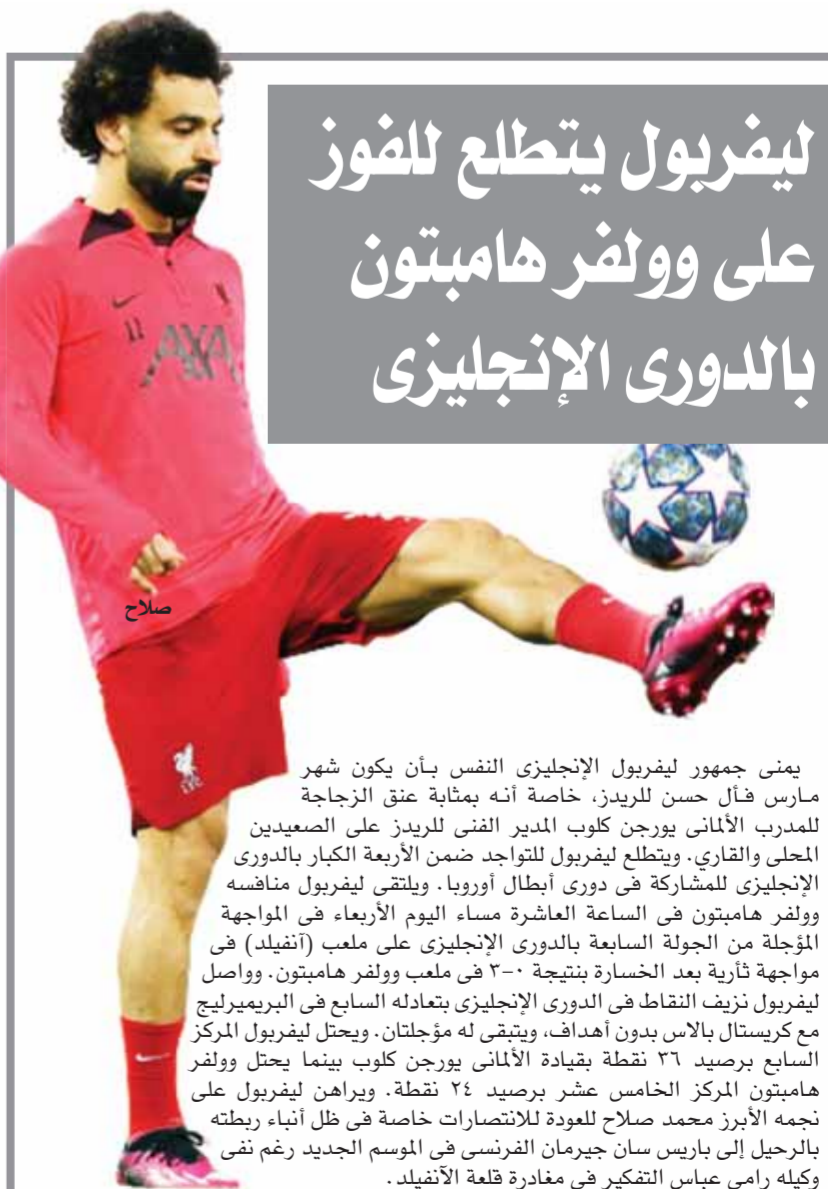 ليفربول يتطلع للفوز
على وولفر هامبتون
بالدورى الإنجليزى
11
AXA
صلاح
LFC
يمنى جمهور ليفربول الإنجليزى النفس بأن يكون شهر
مارس فأل حسن للريدز، خاصة أنه بمثابة عنق الزجاجة
للمدرب الألمانى يورجن كلوب المدير الفنى للريدز على الصعيدين
المحلى والقاري. ويتطلع ليفربول للتواجد ضمن الأربعة الكبار بالدورى
الإنجليزى للمشاركة فى دورى أبطال أوروبا. ويلتقى ليفربول منافسه
وولفر هامبتون فى الساعة العاشرة مساء اليوم الأربعاء فى المواجهة
المؤجلة من الجولة السابعة بالدورى الإنجليزى على ملعب (آنفيلد) فى
مواجهة ثأرية بعد الخسارة بنتيجة ٠-٣ فى ملعب وولفر هامبتون. وواصل
ليفربول نزيف النقاط فى الدورى الإنجليزى بتعادله السابع فى البريميرليج
مع كريستال بالاس بدون أهداف، ويتبقى له مؤجلتان. ويحتل ليفربول المركز
السابع برصيد ٣٦ نقطة بقيادة الألمانى يورجن كلوب بينما يحتل وولفر
هامبتون المركز الخامس عشر برصيد ٢٤ نقطة. ويراهن ليفربول على
نجمه الأبرز محمد صلاح للعودة للانتصارات خاصة فى ظل أنباء ربطته
بالرحيل إلى باريس سان جيرمان الفرنسى فى الموسم الجديد رغم نفى
وكيله رامى عباس التفكير فى مغادرة قلعة الآنفيلد.